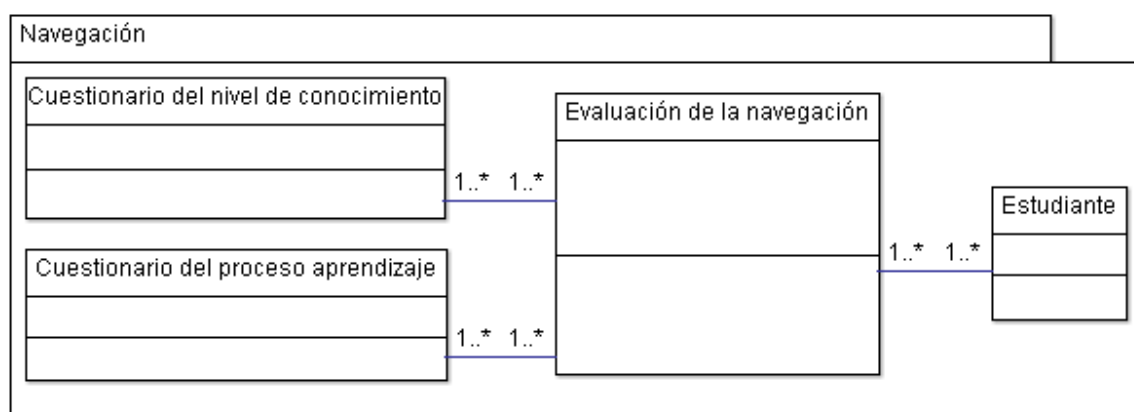 Navegación
Cuestionario del nivel de conocimiento
Evaluación de la navegación
1..* 1..*
Estudiante
Cuestionario del proceso aprendizaje
1..* 1..*
1..* 1..*